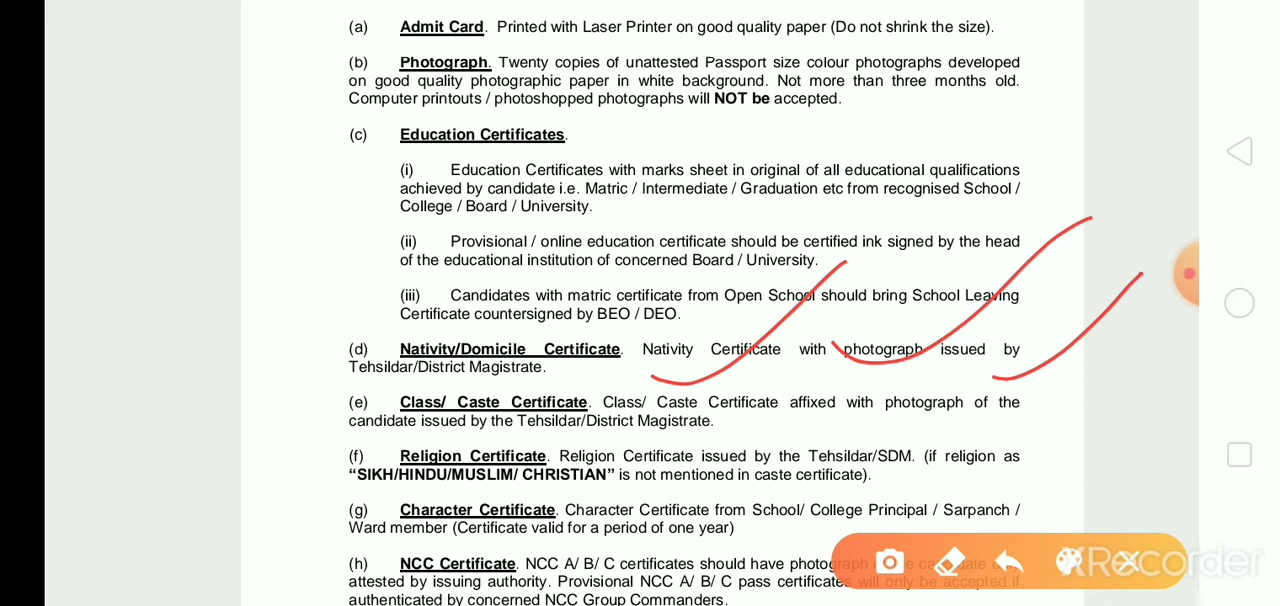 (a) Admit Card. Printed with Laser Printer on good quality paper (Do not shrink the size).
(b) Photograph. Twenty copies of unattested Passport size colour photographs developed
on good quality photographic paper in white background. Not more than three months old.
Computer printouts / photoshopped photographs will NOT be accepted.
(c) Education Certificates.
(i) Education Certificates with marks sheet in original of all educational qualifications
achieved by candidate i.e. Matric / Intermediate / Graduation etc from recognised School /
College / Board / University.
(ii) Provisional / online education certificate should be certified ink signed by the head
of the educational institution of concerned Board / University.
(iii) Candidates with matric certificate from Open School should bring School Leaving
Certificate countersigned by BEO / DEO.
(d) Nativity/Domicile Certificate. Nativity Certificate with photograph issued by
Tehsildar/District Magistrate.
(e) Class/ Caste Certificate. Class/ Caste Certificate affixed with photograph of the
candidate issued by the Tehsildar/District Magistrate.
(f) Religion Certificate. Religion Certificate issued by the Tehsildar/SDM. (if religion as
“SIKH/HINDU/MUSLIM/ CHRISTIAN” is not mentioned in caste certificate).
(g) Character Certificate. Character Certificate from School/ College Principal / Sarpanch /
Ward member (Certificate valid for a period of one year)
(h) NCC Certificate. NCC A/ B/ C certificates should have photograph
attested by issuing authority. Provisional NCC A/ B/ C pass certificates will only be accepted if
authenticated by concerned NCC Group Commanders.
XRecorder